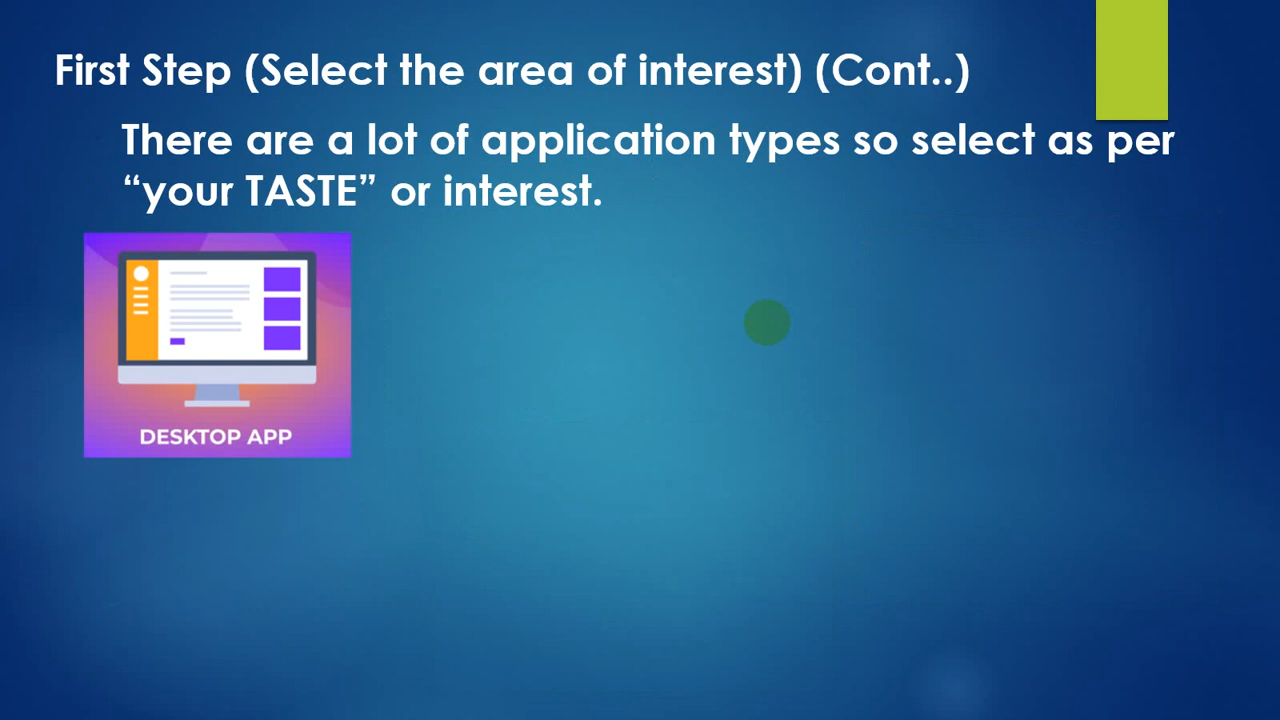 First Step (Select the area of interest) (Cont..)
There are a lot of application types so select as per
“your TASTE” or interest.
DESKTOP APP